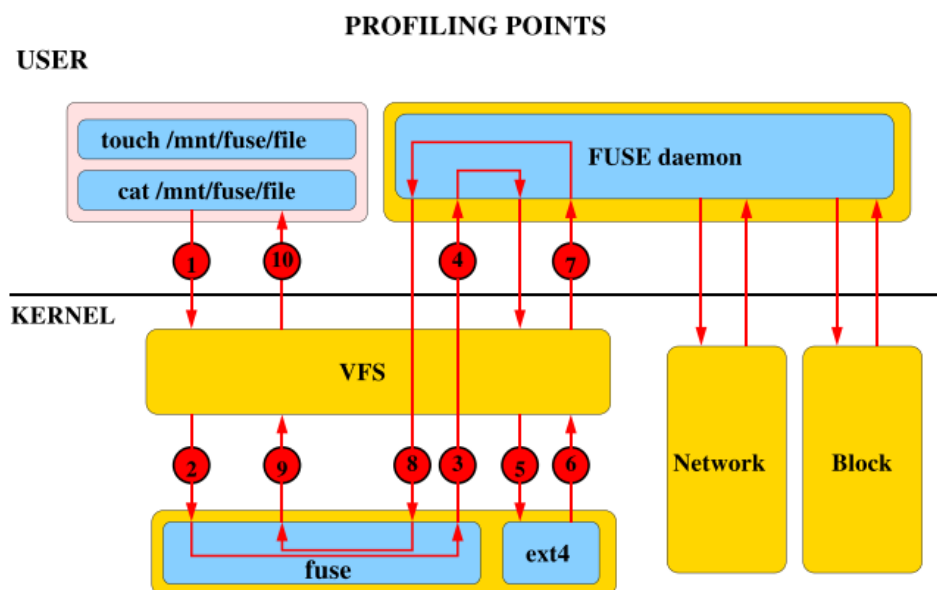 PROFILING POINTS
USER
touch /mnt/fuse/file
cat /mnt/fuse/file
FUSE daemon
1
10
4
7
KERNEL
VFS
2
9
8
3
5
6
Network
Block
fuse
ext4